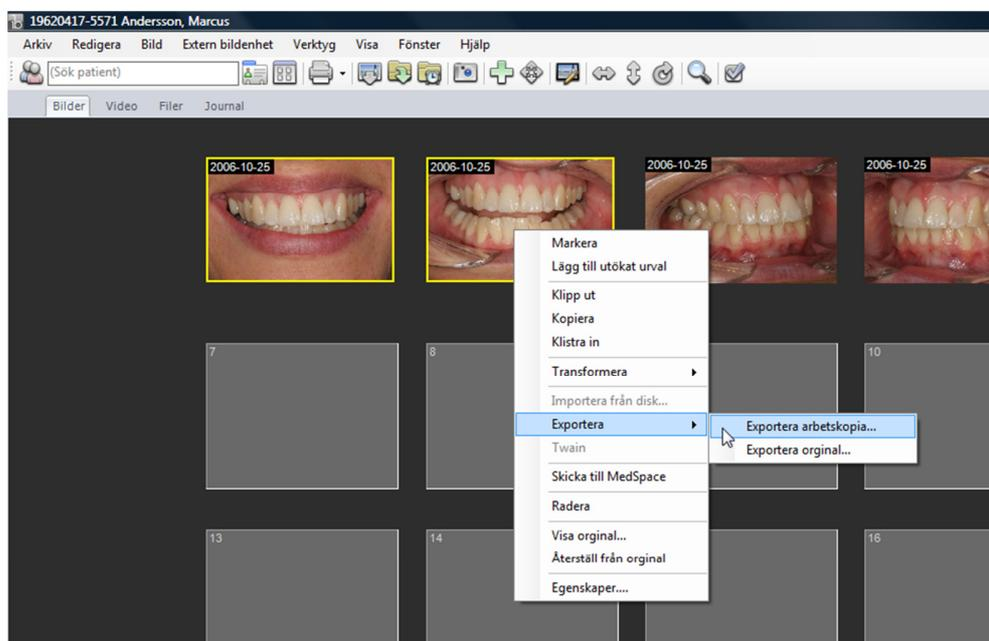 19620417-5571 Andersson, Marcus
Arkiv Redigera Bild Extern bildenhet Verktyg Visa Fönster Hjälp
(Sök patient)
Bilder Video Filer Journal
2006-10-25 2006-10-25 2006-10-25 2006-10-25
Markera
Lägg till utökat urval
Klipp ut
Kopiera
Klistra in
7 8 10
Transformera
Importera från disk...
Exportera
Exportera arbetskopia...
Twain
Exportera orginal...
Skicka till MedSpace
Radera
13 14 16
Visa orginal...
Återställ från orginal
Egenskaper....